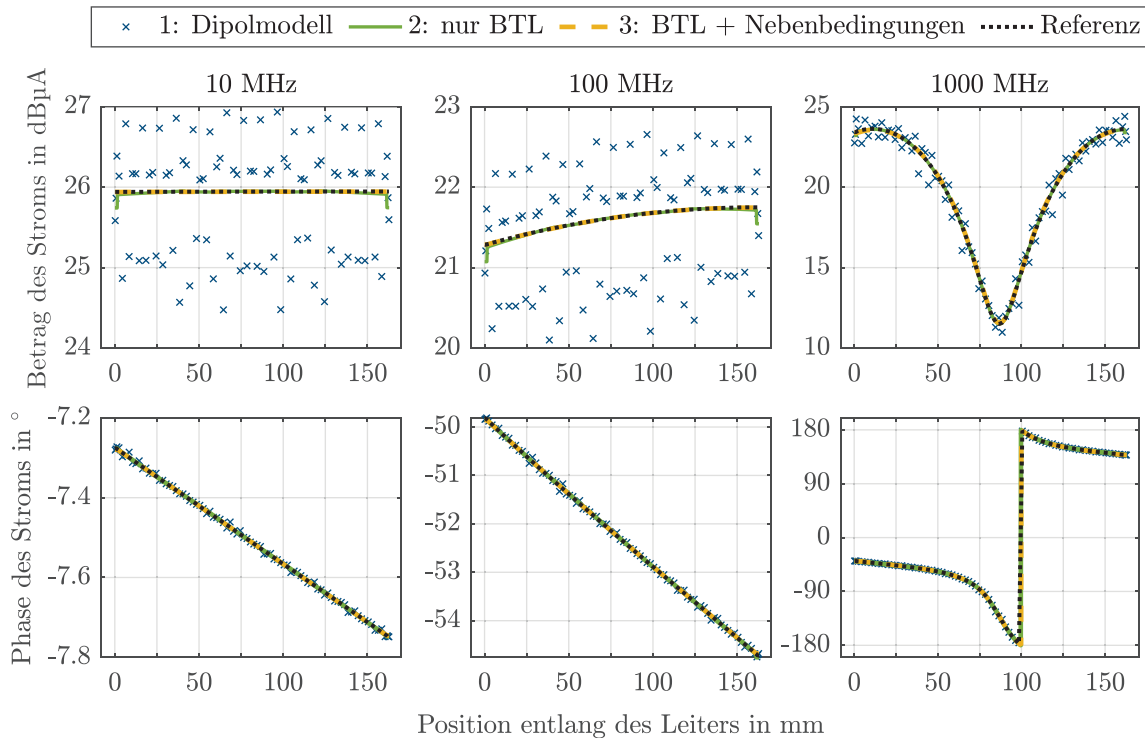 1: Dipolmodell 2: nur BTL 3: BTL + Nebenbedingungen Referenz
10 MHz 100 MHz 1000 MHz
Betrag des Stroms in dBµA
27
26
25
24
0 50 100 150
23
22
21
20
0 50 100 150
25
20
15
10
0 50 100 150
Phase des Stroms in °
-7.2
-7.4
-7.6
-7.8
0 50 100 150
-50
-51
-52
-53
-54
0 50 100 150
180
90
0
-90
-180
0 50 100 150
Position entlang des Leiters in mm